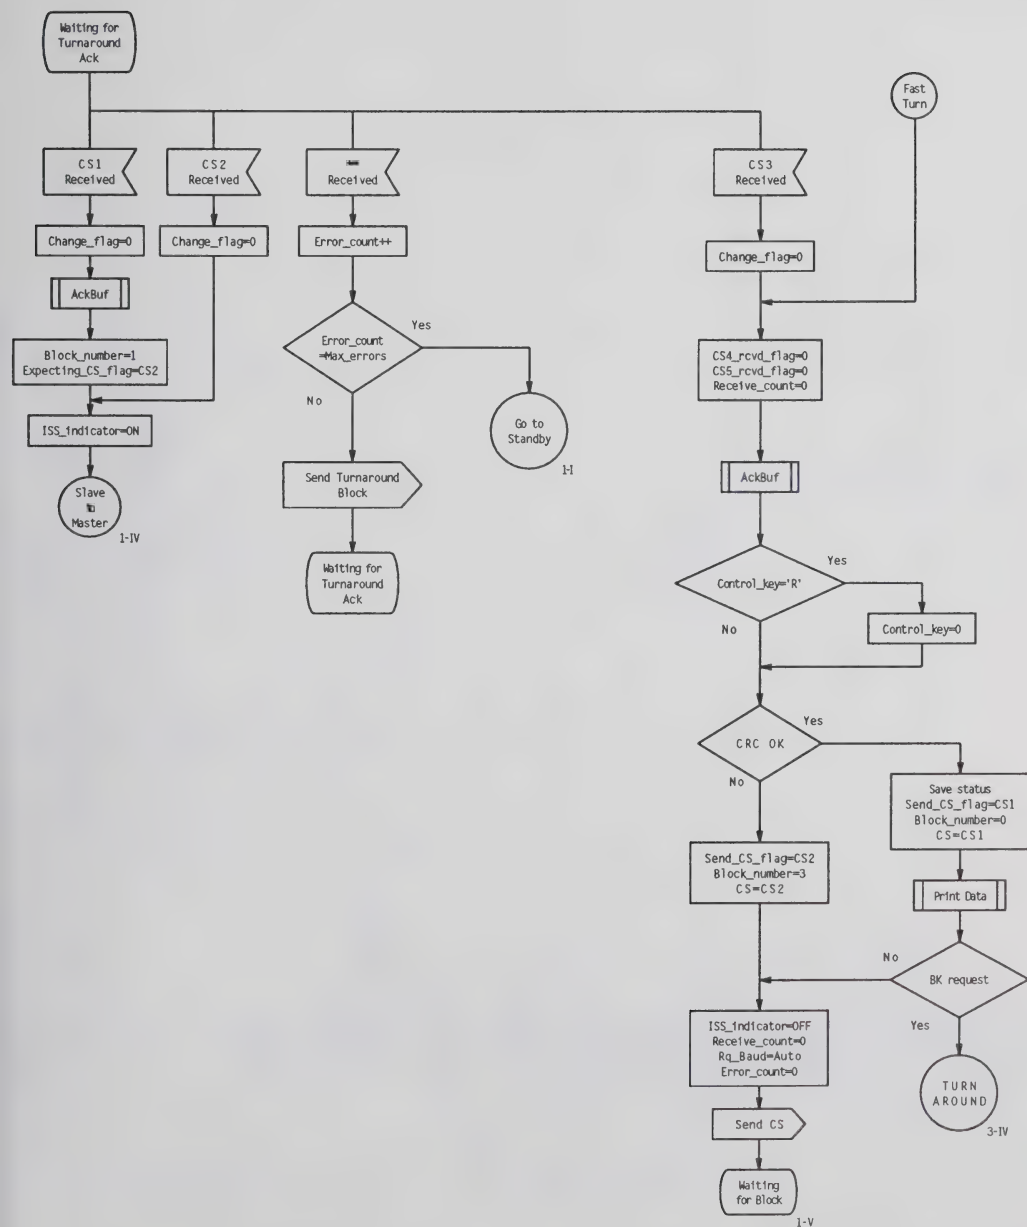 Waiting for
Turnaround
Ack
Fast
Turn
CS1
Received
CS2
Received
Received
CS3
Received
Change_flag=0
Change_flag=0
Error_count++
Change_flag=0
AckBuf
Error_count
=Max_errors
Yes
No
Block_number=1
Expecting_CS_flag=CS2
CS4_rcvd_flag=0
CS5_rcvd_flag=0
Receive_count=0
ISS_indicator=ON
Go to
Standby
1-I
Slave
Master
1-IV
Send Turnaround
Block
AckBuf
Waiting for
Turnaround
Ack
Control_key='R'
Yes
No
Control_key=0
CRC OK
Yes
No
Save status
Send_CS_flag=CS1
Block_number=0
CS=CS1
Send_CS_flag=CS2
Block_number=3
CS=CS2
Print Data
BK request
No
Yes
ISS_indicator=OFF
Receive_count=0
Rq_Baud=Auto
Error_count=0
TURN
AROUND
3-IV
Send CS
Waiting
for Block
1-V